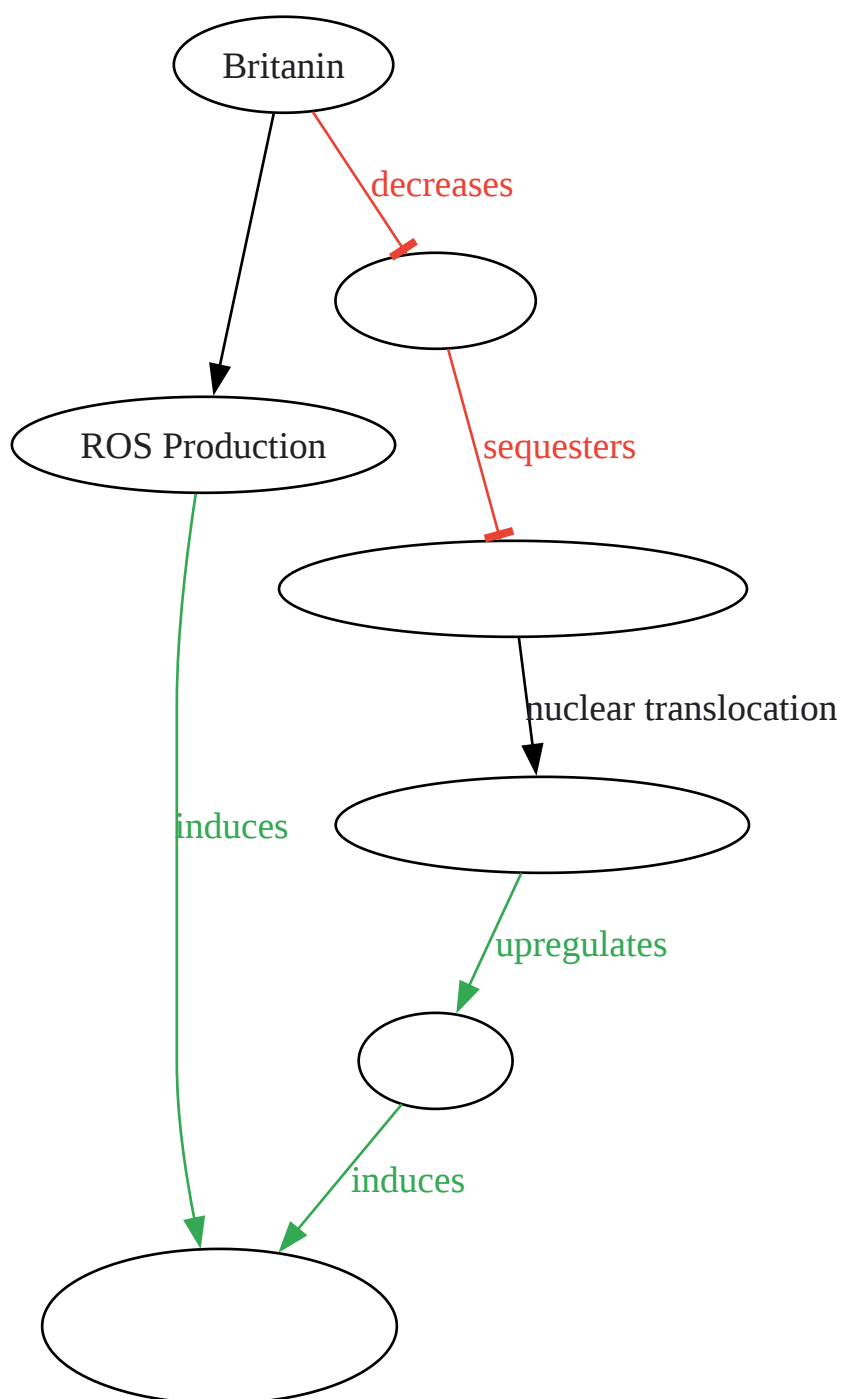 Britanin
decreases
ROS Production
sequesters
nuclear translocation
induces
upregulates
induces